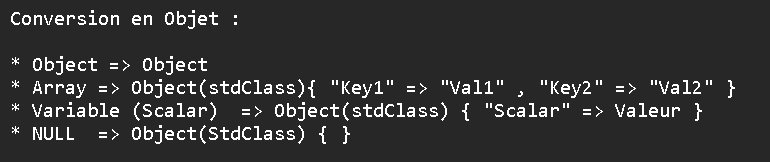 Conversion en Objet :
* Object => Object
* Array => Object(stdClass){ "Key1" => "Val1" , "Key2" => "Val2" }
* Variable (Scalar)  => Object(stdClass) { "Scalar" => Valeur }
* NULL  => Object(StdClass) { }